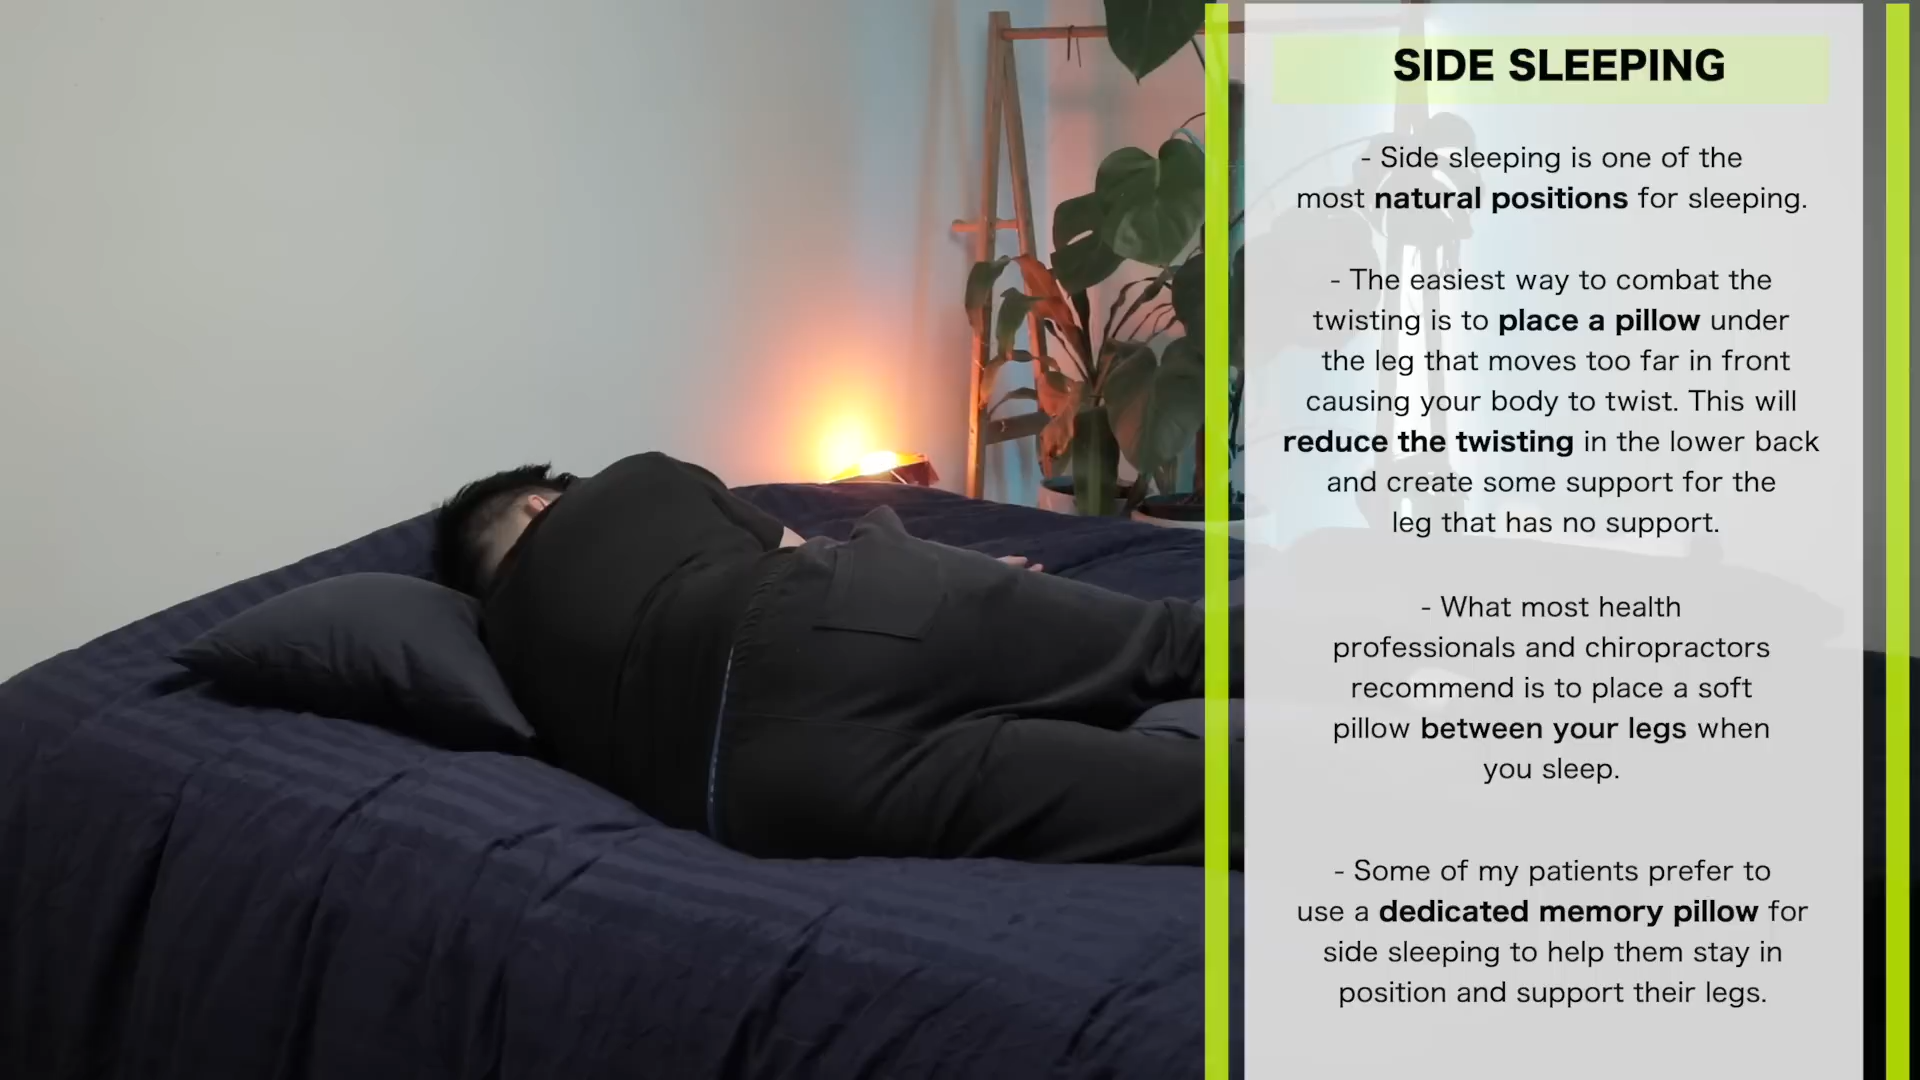 SIDE SLEEPING
- Side sleeping is one of the
most natural positions for sleeping.
- The easiest way to combat the
twisting is to place a pillow under
the leg that moves too far in front
causing your body to twist. This will
reduce the twisting in the lower back
and create some support for the
leg that has no support.
- What most health
professionals and chiropractors
recommend is to place a soft
pillow between your legs when
you sleep.
- Some of my patients prefer to
use a dedicated memory pillow for
side sleeping to help them stay in
position and support their legs.